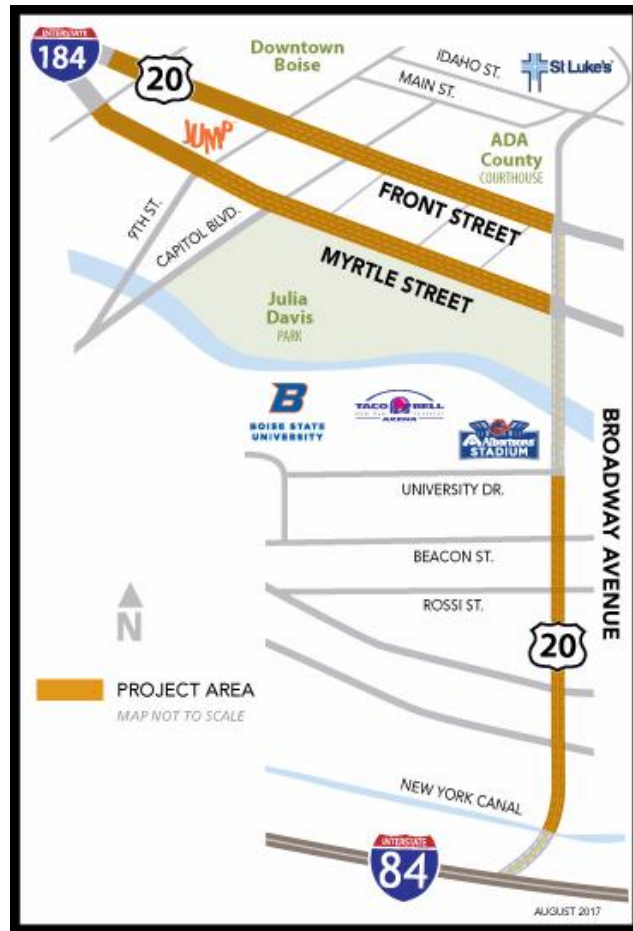 INTERSTATE
184
20
Downtown
Boise
IDAHO ST.
St Luke's
MAIN ST.
JUMP
ADA
County
COURTHOUSE
FRONT STREET
9TH ST.
CAPITOL BLVD.
MYRTLE STREET
Julia
Davis
PARK
B
BOISE STATE
UNIVERSITY
TACO BELL
ARENA
Albertsons
STADIUM
BROADWAY AVENUE
UNIVERSITY DR.
BEACON ST.
ROSSI ST.
N
20
PROJECT AREA
MAP NOT TO SCALE
NEW YORK CANAL
INTERSTATE
84
AUGUST 2017